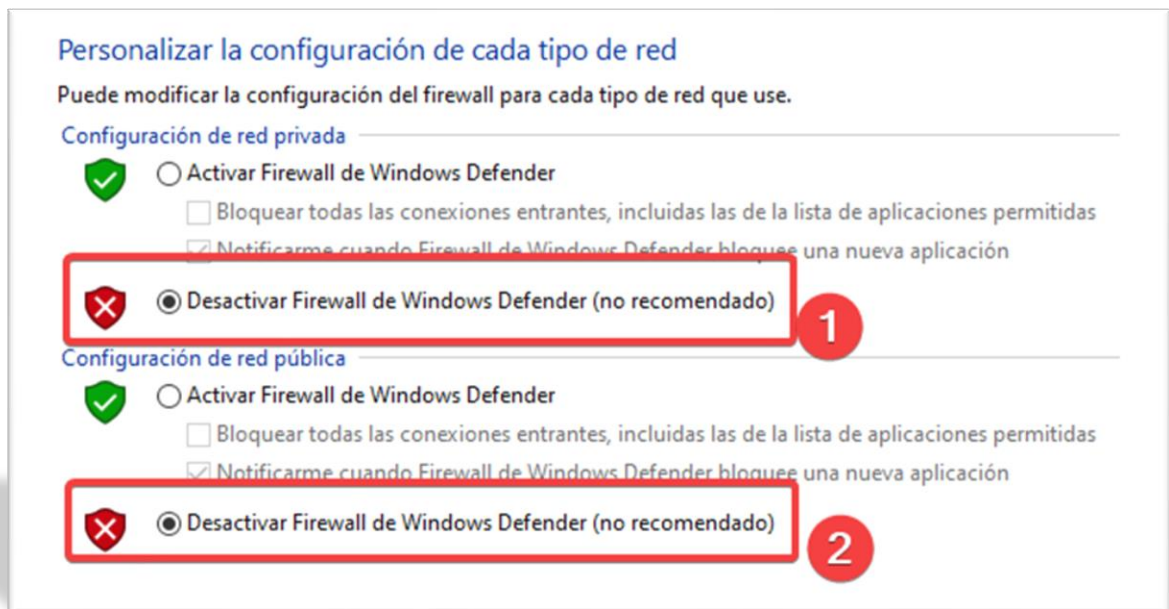 Personalizar la configuración de cada tipo de red
Puede modificar la configuración del firewall para cada tipo de red que use.
Configuración de red privada
Activar Firewall de Windows Defender
Bloquear todas las conexiones entrantes, incluidas las de la lista de aplicaciones permitidas
Notificarme cuando Firewall de Windows Defender bloquee una nueva aplicación
Desactivar Firewall de Windows Defender (no recomendado)
1
Configuración de red pública
Activar Firewall de Windows Defender
Bloquear todas las conexiones entrantes, incluidas las de la lista de aplicaciones permitidas
Notificarme cuando Firewall de Windows Defender bloquee una nueva aplicación
Desactivar Firewall de Windows Defender (no recomendado)
2